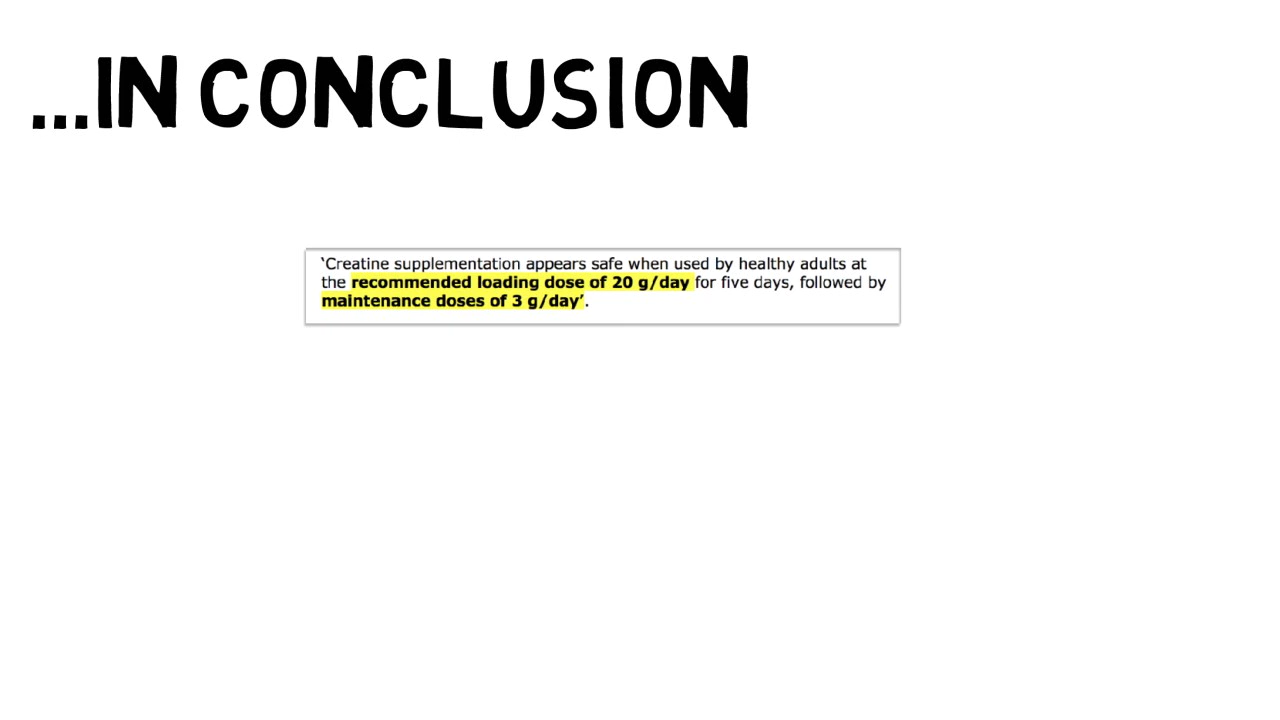 ...IN CONCLUSION
‘Creatine supplementation appears safe when used by healthy adults at
the recommended loading dose of 20 g/day for five days, followed by
maintenance doses of 3 g/day’.